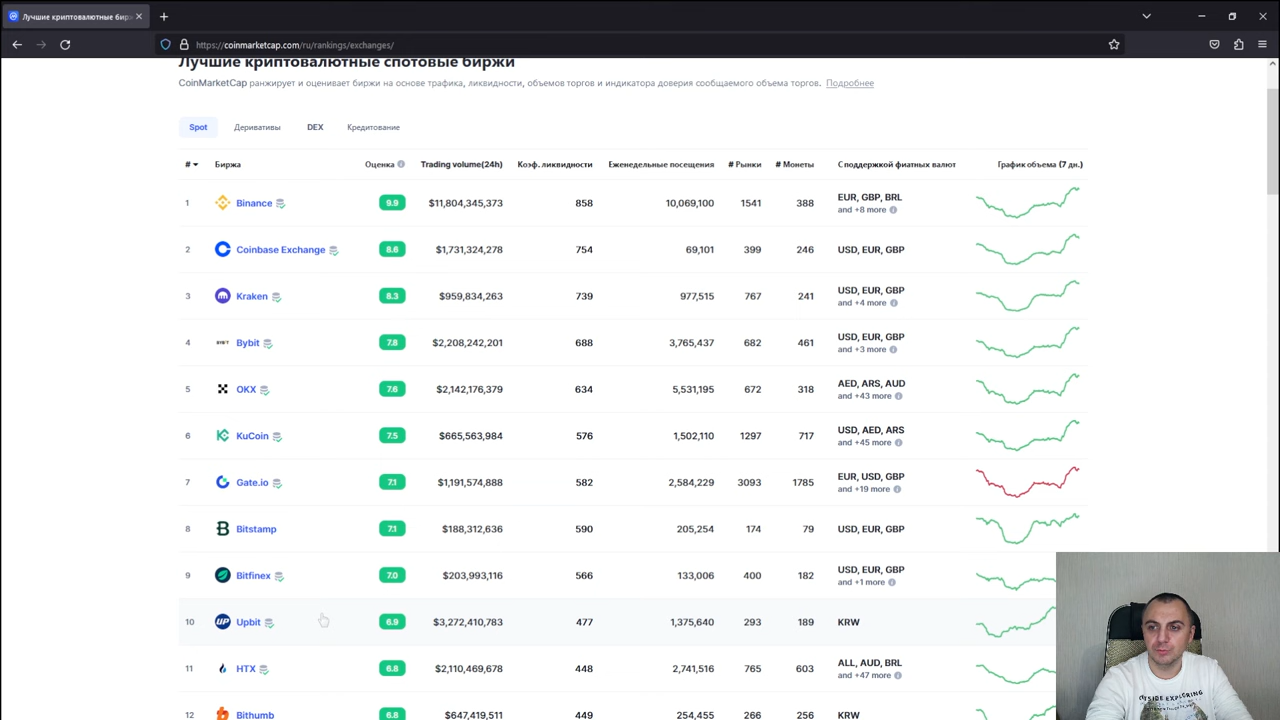 Лучшие криптовалютные бирж
https://coinmarketcap.com/ru/rankings/exchanges/
Лучшие криптовалютные спотовые биржи
CoinMarketCap ранжирует и оценивает биржи на основе трафика, ликвидности, объемов торгов и индикатора доверия сообщаемого объема торгов. Подробнее
Spot Деривативы DEX Кредитование
# Биржа Оценка Trading volume(24h) Коэф. ликвидности Еженедельные посещения # Рынки # Монеты С поддержкой фиатных валют График объема (7 дн.)
1 Binance 9.9 $11,804,345,373 858 10,069,100 1541 388 EUR, GBP, BRL
and +8 more
2 Coinbase Exchange 8.6 $1,731,324,278 754 69,101 399 246 USD, EUR, GBP
3 Kraken 8.3 $959,834,263 739 977,515 767 241 USD, EUR, GBP
and +4 more
4 BYBIT Bybit 7.8 $2,208,242,201 688 3,765,437 682 461 USD, EUR, GBP
and +3 more
5 OKX 7.6 $2,142,176,379 634 5,531,195 672 318 AED, ARS, AUD
and +43 more
6 KuCoin 7.5 $665,563,984 576 1,502,110 1297 717 USD, AED, ARS
and +45 more
7 Gate.io 7.1 $1,191,574,888 582 2,584,229 3093 1785 EUR, USD, GBP
and +19 more
8 Bitstamp 7.1 $188,312,636 590 205,254 174 79 USD, EUR, GBP
9 Bitfinex 7.0 $203,993,116 566 133,006 400 182 USD, EUR, GBP
and +1 more
10 UP Upbit 6.9 $3,272,410,783 477 1,375,640 293 189 KRW
11 HTX 6.8 $2,110,469,678 448 2,741,516 765 603 ALL, AUD, BRL
and +47 more
12 Bithumb 6.8 $647,419,511 449 254,455 266 256 KRW
OUTSIDE EXPLORING